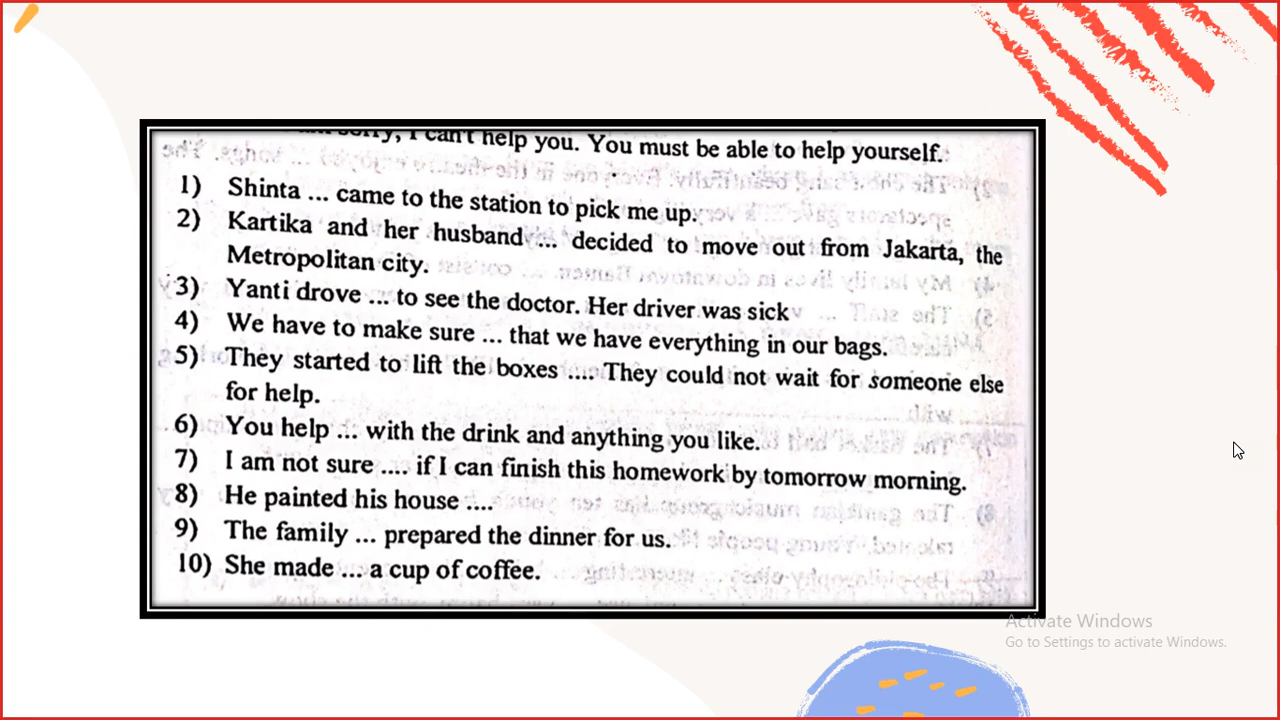 sorry, I can't help you. You must be able to help yourself.
1) Shinta ... came to the station to pick me up.
2) Kartika and her husband ... decided to move out from Jakarta, the
Metropolitan city.
3) Yanti drove ... to see the doctor. Her driver was sick
4) We have to make sure ... that we have everything in our bags.
5) They started to lift the boxes .... They could not wait for someone else
for help.
6) You help ... with the drink and anything you like.
7) I am not sure .... if I can finish this homework by tomorrow morning.
8) He painted his house ....
9) The family ... prepared the dinner for us.
10) She made ... a cup of coffee.
Activate Windows
Go to Settings to activate Windows.